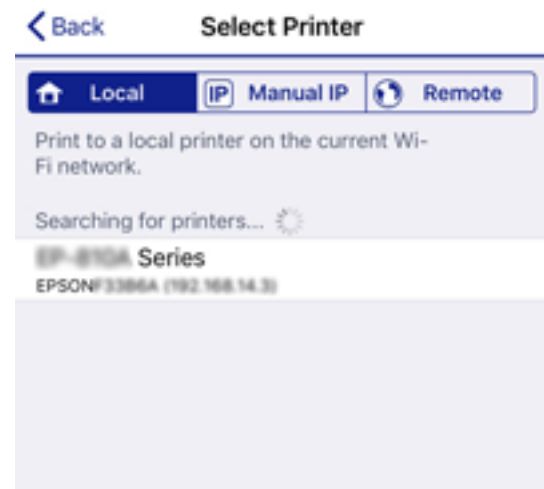 Back Select Printer
Local IP Manual IP Remote
Print to a local printer on the current Wi-
Fi network.
Searching for printers...
Series
EPSON